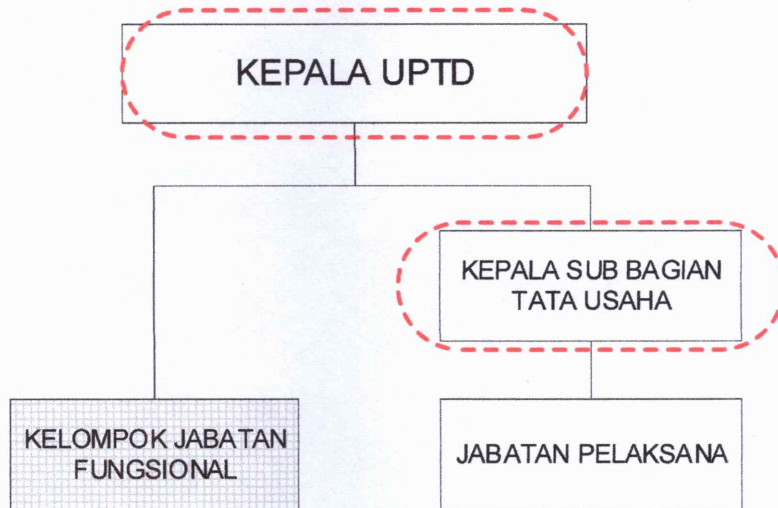 KEPALA UPTD
KEPALA SUB BAGIAN
TATA USAHA
KELOMPOK JABATAN
FUNGSIONAL
JABATAN PELAKSANA